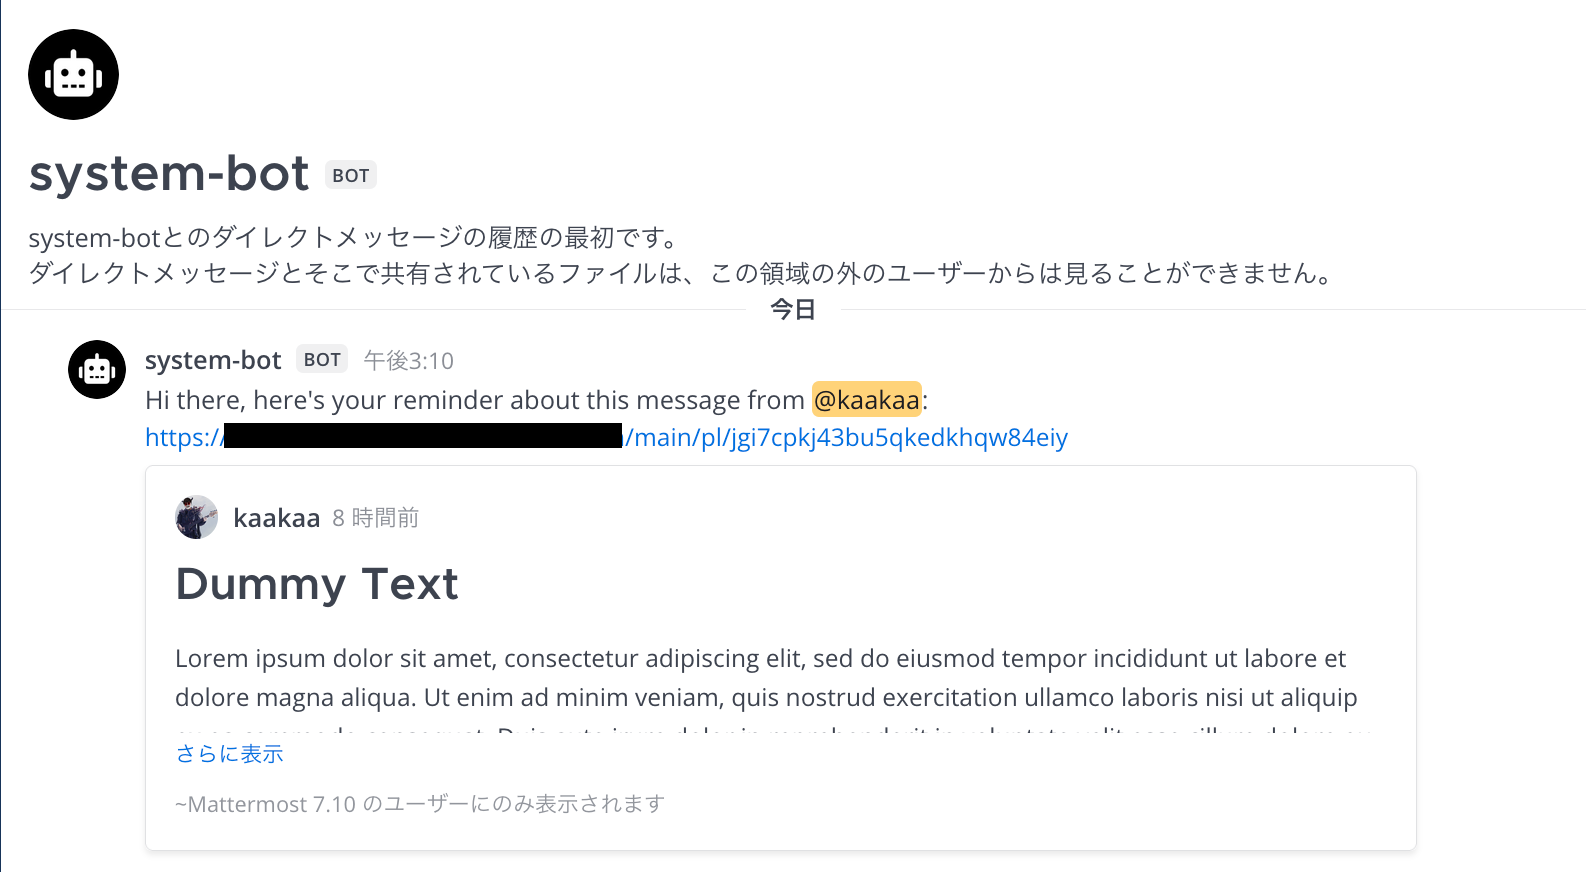 system-bot BOT
system-botとのダイレクトメッセージの履歴の最初です。
ダイレクトメッセージとそこで共有されているファイルは、この領域の外のユーザーからは見ることができません。
今日
system-bot BOT 午後3:10
Hi there, here's your reminder about this message from @kaakaa:
https:/ /main/pl/jgi7cpkj43bu5qkedkhqw84eiy
kaakaa 8 時間前
Dummy Text
Lorem ipsum dolor sit amet, consectetur adipiscing elit, sed do eiusmod tempor incididunt ut labore et
dolore magna aliqua. Ut enim ad minim veniam, quis nostrud exercitation ullamco laboris nisi ut aliquip
さらに表示
~Mattermost 7.10 のユーザーにのみ表示されます